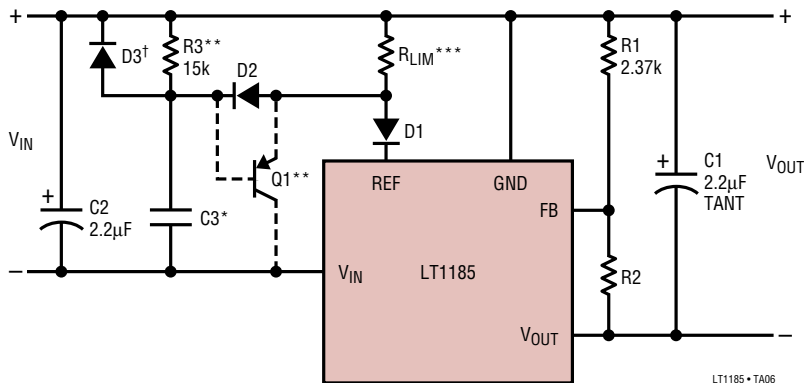 +
+
D3†
R3**
15k
RLIM***
R1
2.37k
D2
D1
VIN
Q1**
REF
GND
+
C1
2.2µF
TANT
VOUT
+
C2
2.2µF
C3*
FB
–
VIN
LT1185
R2
VOUT
–
LT1185 • TA06